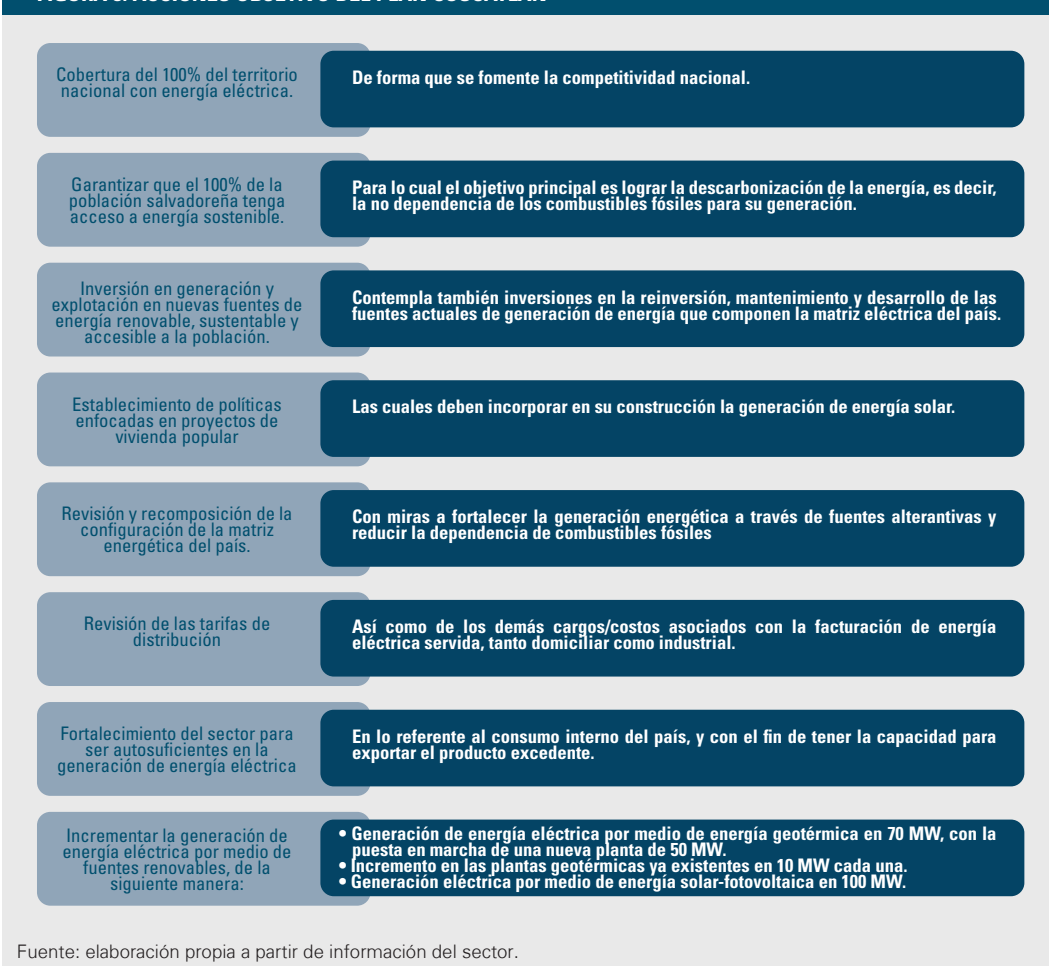 Cobertura del 100% del territorio
nacional con energía eléctrica.
De forma que se fomente la competitividad nacional.
Garantizar que el 100% de la
población salvadoreña tenga
acceso a energía sostenible.
Para lo cual el objetivo principal es lograr la descarbonización de la energía, es decir,
la no dependencia de los combustibles fósiles para su generación.
Inversión en generación y
explotación en nuevas fuentes de
energía renovable, sustentable y
accesible a la población.
Contempla también inversiones en la reinversión, mantenimiento y desarrollo de las
fuentes actuales de generación de energía que componen la matriz eléctrica del país.
Establecimiento de políticas
enfocadas en proyectos de
vivienda popular
Las cuales deben incorporar en su construcción la generación de energía solar.
Revisión y recomposición de la
configuración de la matriz
energética del país.
Con miras a fortalecer la generación energética a través de fuentes alterantivas y
reducir la dependencia de combustibles fósiles
Revisión de las tarifas de
distribución
Así como de los demás cargos/costos asociados con la facturación de energía
eléctrica servida, tanto domiciliar como industrial.
Fortalecimiento del sector para
ser autosuficientes en la
generación de energía eléctrica
En lo referente al consumo interno del país, y con el fin de tener la capacidad para
exportar el producto excedente.
Incrementar la generación de
energía eléctrica por medio de
fuentes renovables, de la
siguiente manera:
• Generación de energía eléctrica por medio de energía geotérmica en 70 MW, con la
puesta en marcha de una nueva planta de 50 MW.
• Incremento en las plantas geotérmicas ya existentes en 10 MW cada una.
• Generación eléctrica por medio de energía solar-fotovoltaica en 100 MW.
Fuente: elaboración propia a partir de información del sector.